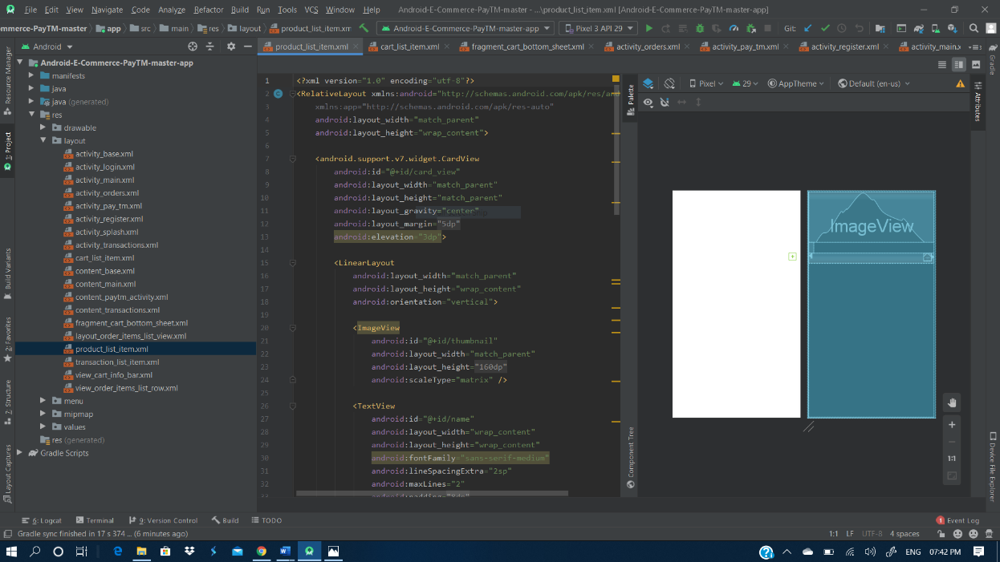 File Edit View Navigate Code Analyze Refactor Build Run Tools VCS Window Help Android-E-Commerce-PayTM-master - ...\product_list_item.xml [Android-E-Commerce-PayTM-master-app]
mmerce-PayTM-master app src main res layout product_list_item.xm Android-E-Commerce-PayTM-master-app Pixel 3 API 29 Git:
Android product_list_item.xml cart_list_item.xml fragment_cart_bottom_sheet.xml activity_orders.xml activity_pay_tm.xml activity_register.xml activity_main.x
Resource Manager
1: Project
Build Variants
2: Favorites
7: Structure
Layout Captures
Android-E-Commerce-PayTM-master-app
manifests
java
java (generated)
res
drawable
layout
activity_base.xml
activity_login.xml
activity_main.xml
activity_orders.xml
activity_pay_tm.xml
activity_register.xml
activity_splash.xml
activity_transactions.xml
cart_list_item.xml
content_base.xml
content_main.xml
content_paytm_activity.xml
content_transactions.xml
fragment_cart_bottom_sheet.xml
layout_order_items_list_view.xml
product_list_item.xml
transaction_list_item.xml
view_cart_info_bar.xml
view_order_items_list_row.xml
menu
mipmap
values
res (generated)
Gradle Scripts
1 <?xml version="1.0" encoding="utf-8"?>
2 <RelativeLayout xmlns:android="http://schemas.android.com/apk/res/an
3 xmlns:app="http://schemas.android.com/apk/res-auto"
4 android:layout_width="match_parent"
5 android:layout_height="wrap_content">
6
7 <android.support.v7.widget.CardView
8 android:id="@+id/card_view"
9 android:layout_width="match_parent"
10 android:layout_height="match_parent"
11 android:layout_gravity="center"
12 android:layout_margin="5dp"
13 android:elevation="3dp">
14
15 <LinearLayout
16 android:layout_width="match_parent"
17 android:layout_height="wrap_content"
18 android:orientation="vertical">
19
20 <ImageView
21 android:id="@+id/thumbnail"
22 android:layout_width="match_parent"
23 android:layout_height="160dp"
24 android:scaleType="matrix" />
25
26 <TextView
27 android:id="@+id/name"
28 android:layout_width="wrap_content"
29 android:layout_height="wrap_content"
30 android:fontFamily="sans-serif-medium"
31 android:lineSpacingExtra="2sp"
32 android:maxLines="2"
android:padding="8dp"
Palette
Component Tree
Pixel 29 AppTheme Default (en-us)
ImageView
1:1
Gradle
Attributes
Device File Explorer
6: Logcat Terminal 9: Version Control Build TODO 1 Event Log
Gradle sync finished in 17 s 374 ... (6 minutes ago) 1:1 LF UTF-8 4 spaces
ENG 07:42 PM